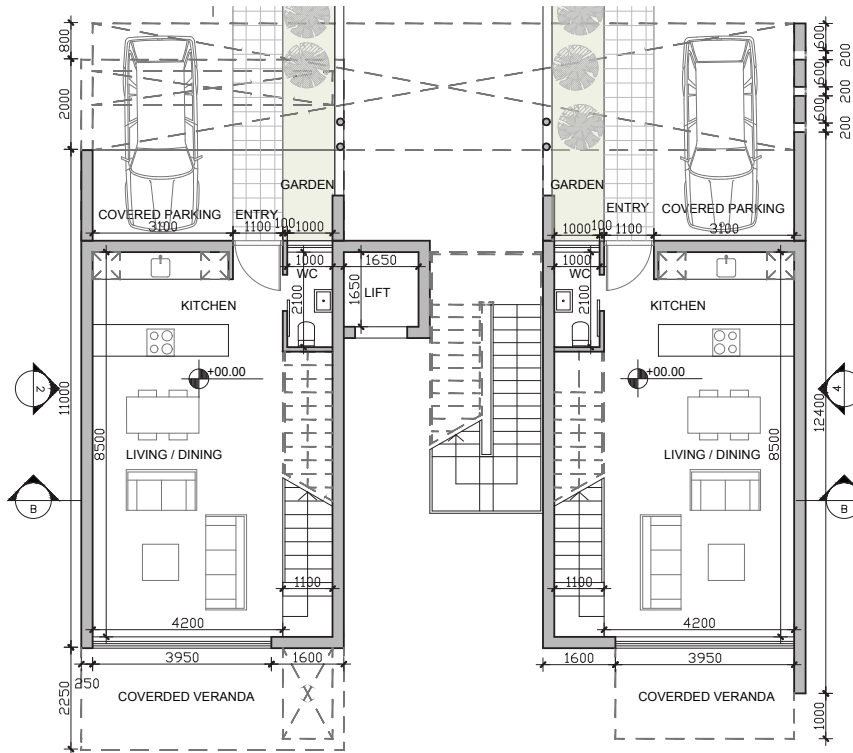 800
2000
600
200
600
200
600
200
GARDEN
GARDEN
COVERED PARKING
ENTRY
ENTRY
COVERED PARKING
3100
1100
100
1000
1000
100
1100
3100
1000
1650
1000
WC
WC
LIFT
1650
2100
2100
KITCHEN
KITCHEN
+00.00
+00.00
2
4
11000
12400
8500
8500
LIVING / DINING
LIVING / DINING
B
B
1100
1100
4200
4200
3950
1600
1600
3950
250
2250
COVERDED VERANDA
COVERDED VERANDA
1000